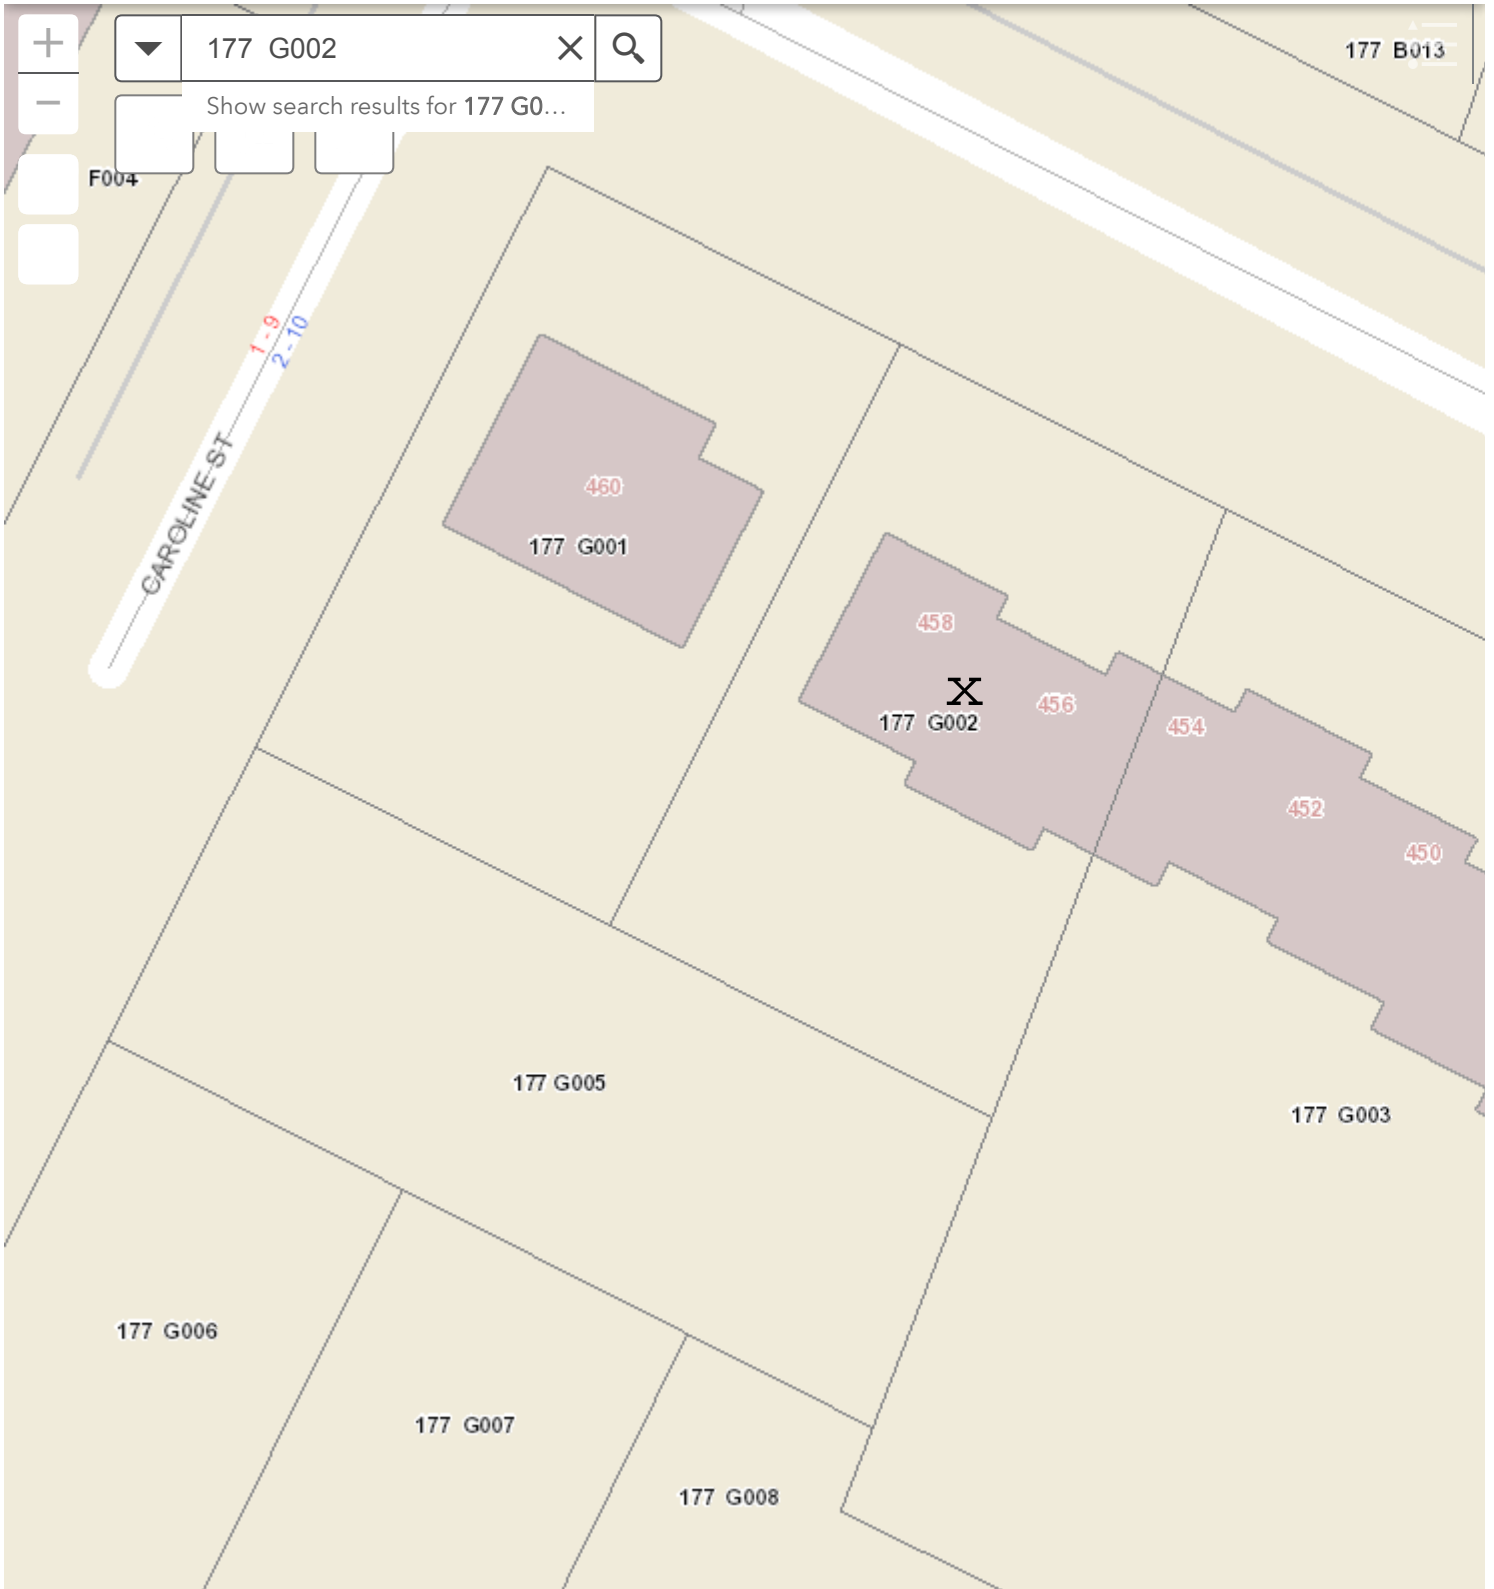 177  G002
Show search results for 177 G0...
177  B013
F004
1 - 9
2 - 10
CAROLINE ST
460
177  G001
458
X
456
177  G002
454
452
450
177 G005
177  G003
177  G006
177  G007
177  G008